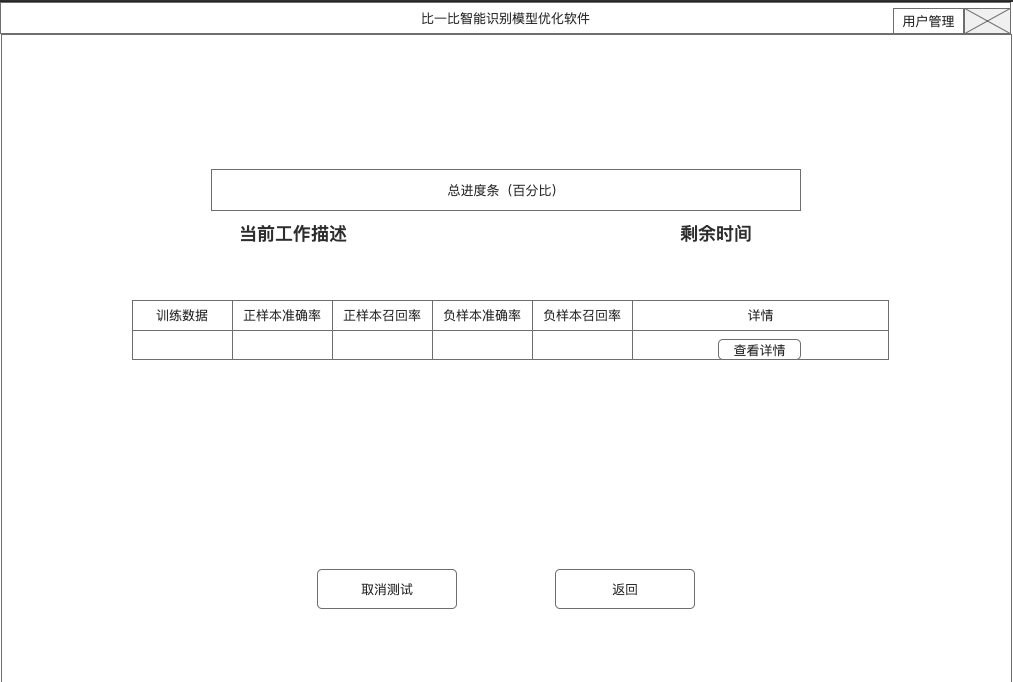 比一比智能识别模型优化软件
用户管理
总进度条（百分比）
当前工作描述
剩余时间
训练数据 正样本准确率 正样本召回率 负样本准确率 负样本召回率 详情
查看详情
取消测试
返回